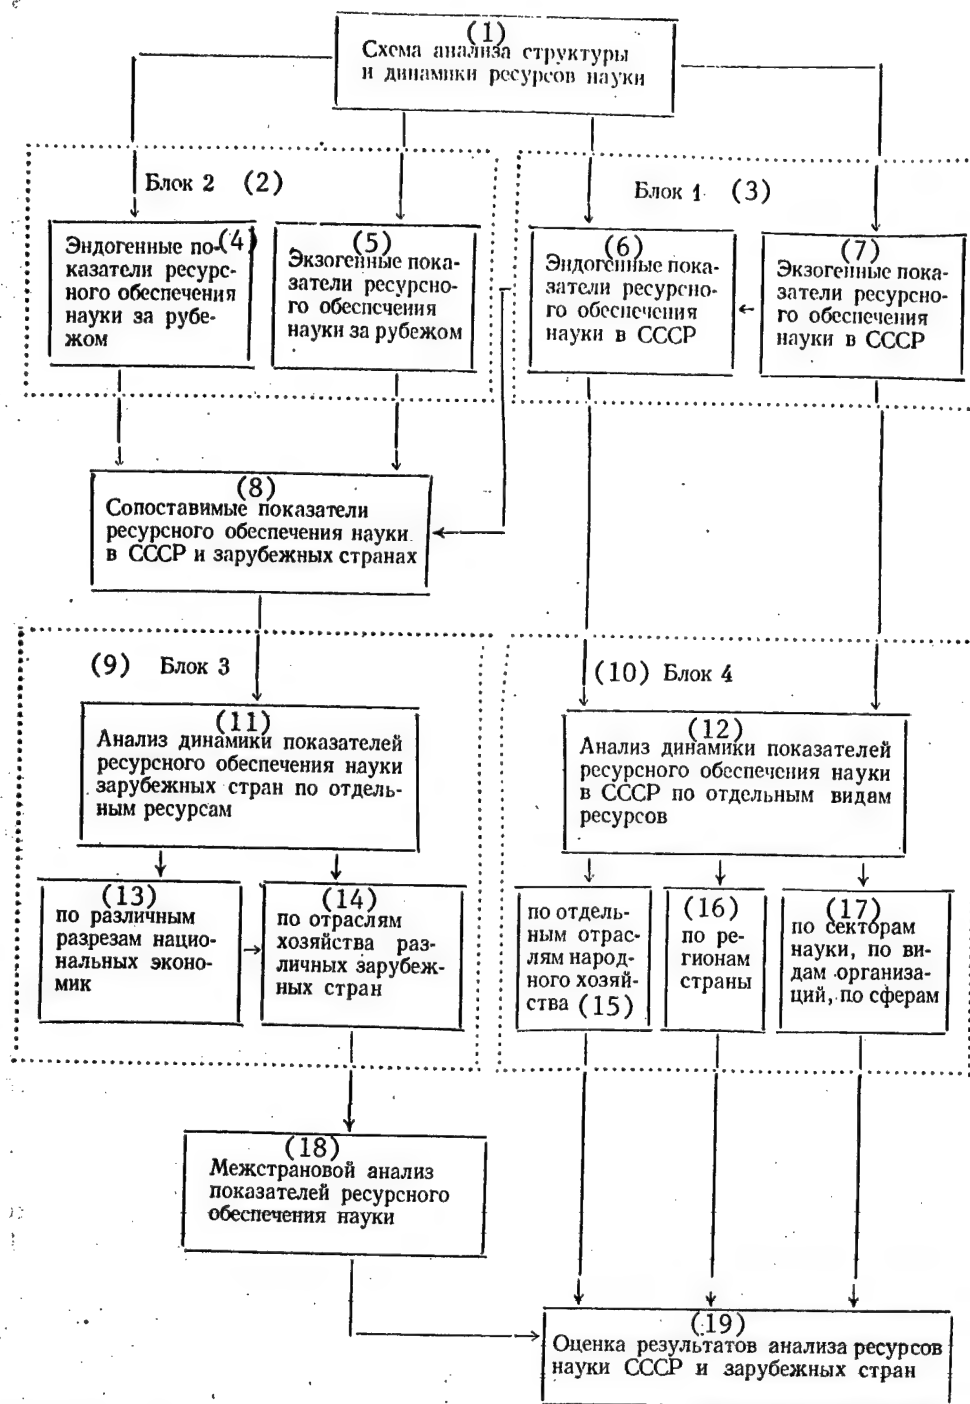 (1)
Схема анализа структуры
и динамики ресурсов науки
Блок 2 (2)
Блок 1 (3)
Эндогенные по-(4)
казатели ресурс-
ного обеспечения
науки за рубе-
жом
(5)
Экзогенные пока-
затели ресурсно-
го обеспечения
науки за рубежом
(6)
Эндогенные пока-
затели ресурсно-
го обеспечения
науки в СССР
(7)
Экзогенные пока-
затели ресурсно-
го обеспечения
науки в СССР
(8)
Сопоставимые показатели
ресурсного обеспечения науки
в СССР и зарубежных странах
(9) Блок 3
(10) Блок 4
(11)
Анализ динамики показателей
ресурсного обеспечения науки
зарубежных стран по отдель-
ным ресурсам
(12)
Анализ динамики показателей
ресурсного обеспечения науки
в СССР по отдельным видам
ресурсов
(13)
по различным
разрезам нацио-
нальных эконо-
мик
(14)
по отраслям
хозяйства раз-
личных зарубеж-
ных стран
по отдель-
ным отрас-
лям народ-
ного хозяй-
ства (15)
(16)
по ре-
гионам
страны
(17)
по секторам
науки, по ви-
дам организа-
ций, по сферам
(18)
Межстрановой анализ
показателей ресурсного
обеспечения науки
(19)
Оценка результатов анализа ресурсов
науки СССР и зарубежных стран